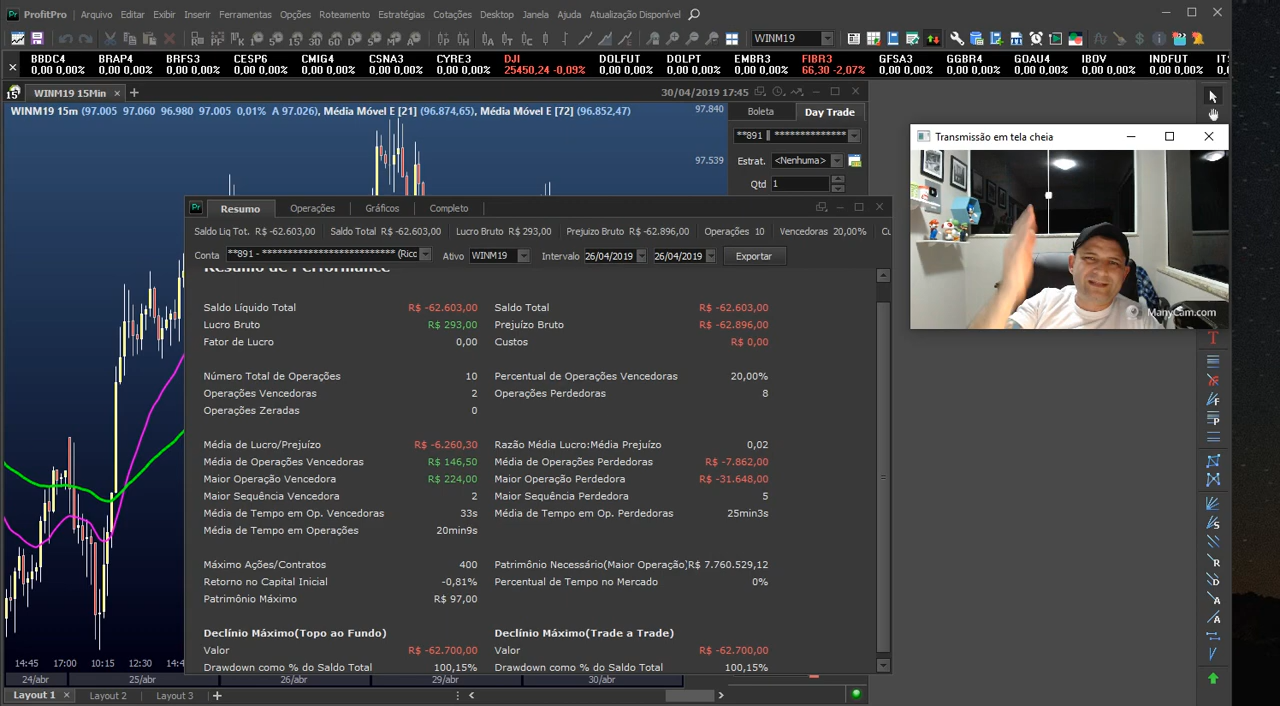 ProfitPro Arquivo Editar Exibir Inserir Ferramentas Opções Roteamento Estratégias Cotações Desktop Janela Ajuda Atualização Disponível
WINM19
BBDC4 BRAP4 BRFS3 CESP6 CMIG4 CSNA3 CYRE3 DJI DOLFUT DOLPT EMBR3 FIBR3 GFSA3 GGBR4 GOAU4 IBOV INDFUT
0,00 0,00% 0,00 0,00% 0,00 0,00% 0,00 0,00% 0,00 0,00% 0,00 0,00% 0,00 0,00% 25450,24 -0,09% 0,00 0,00% 0,00 0,00% 0,00 0,00% 66,30 -2,07% 0,00 0,00% 0,00 0,00% 0,00 0,00% 0,00 0,00% 0,00 0,00%
WINM19 15Min 30/04/2019 17:45
WINM19 15m (97.005 97.060 96.980 97.005 0,01% A 97.026), Média Móvel E [21] (96.874,65), Média Móvel E [72] (96.852,47) 97.840
Boleta Day Trade
**891
97.539
Estrat. <Nenhuma>
Qtd 1
Transmissão em tela cheia
ManyCam.com
Resumo Operações Gráficos Completo
Saldo Líq Tot. R$ -62.603,00 Saldo Total R$ -62.603,00 Lucro Bruto R$ 293,00 Prejuizo Bruto R$ -62.896,00 Operações 10 Vencedoras 20,00%
Conta **891 - **************************** (Ricc Ativo WINM19 Intervalo 26/04/2019 26/04/2019 Exportar
Resumo de Performance
Saldo Líquido Total R$ -62.603,00 Saldo Total R$ -62.603,00
Lucro Bruto R$ 293,00 Prejuízo Bruto R$ -62.896,00
Fator de Lucro 0,00 Custos R$ 0,00
Número Total de Operações 10 Percentual de Operações Vencedoras 20,00%
Operações Vencedoras 2 Operações Perdedoras 8
Operações Zeradas 0
Média de Lucro/Prejuízo R$ -6.260,30 Razão Média Lucro:Média Prejuízo 0,02
Média de Operações Vencedoras R$ 146,50 Média de Operações Perdedoras R$ -7.862,00
Maior Operação Vencedora R$ 224,00 Maior Operação Perdedora R$ -31.648,00
Maior Sequência Vencedora 2 Maior Sequência Perdedora 5
Média de Tempo em Op. Vencedoras 33s Média de Tempo em Op. Perdedoras 25min3s
Média de Tempo em Operações 20min9s
Máximo Ações/Contratos 400 Patrimônio Necessário(Maior Operação) R$ 7.760.529,12
Retorno no Capital Inicial -0,81% Percentual de Tempo no Mercado 0%
Patrimônio Máximo R$ 97,00
Declínio Máximo(Topo ao Fundo) Declínio Máximo(Trade a Trade)
Valor R$ -62.700,00 Valor R$ -62.700,00
Drawdown como % do Saldo Total 100,15% Drawdown como % do Saldo Total 100,15%
14:45 17:00 10:15 12:30
24/abr 25/abr 26/abr 29/abr 30/abr
Layout 1 Layout 2 Layout 3